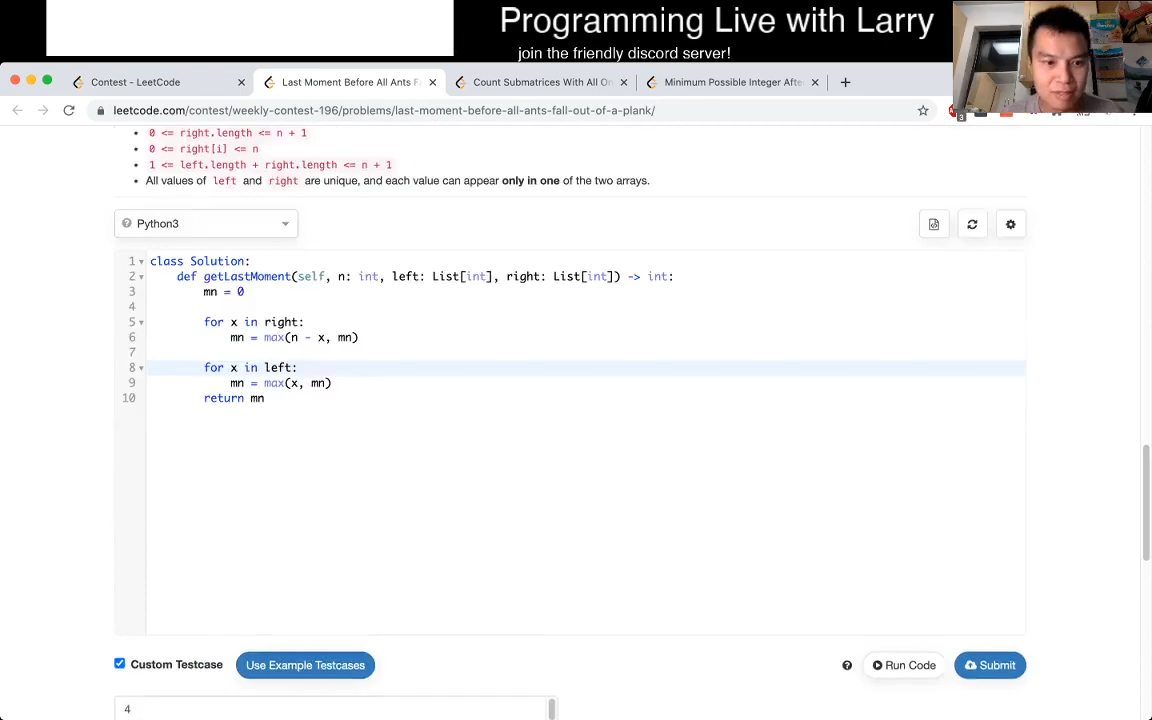 Programming Live with Larry
join the friendly discord server!
Contest - LeetCode
Last Moment Before All Ants Fa
Count Submatrices With All On
Minimum Possible Integer After
leetcode.com/contest/weekly-contest-196/problems/last-moment-before-all-ants-fall-out-of-a-plank/
3
0 <= right.length <= n + 1
0 <= right[i] <= n
1 <= left.length + right.length <= n + 1
All values of left and right are unique, and each value can appear only in one of the two arrays.
Python3
1 class Solution:
2 def getLastMoment(self, n: int, left: List[int], right: List[int]) -> int:
3 mn = 0
4
5 for x in right:
6 mn = max(n - x, mn)
7
8 for x in left:
9 mn = max(x, mn)
10 return mn
Custom Testcase
Use Example Testcases
Run Code
Submit
4